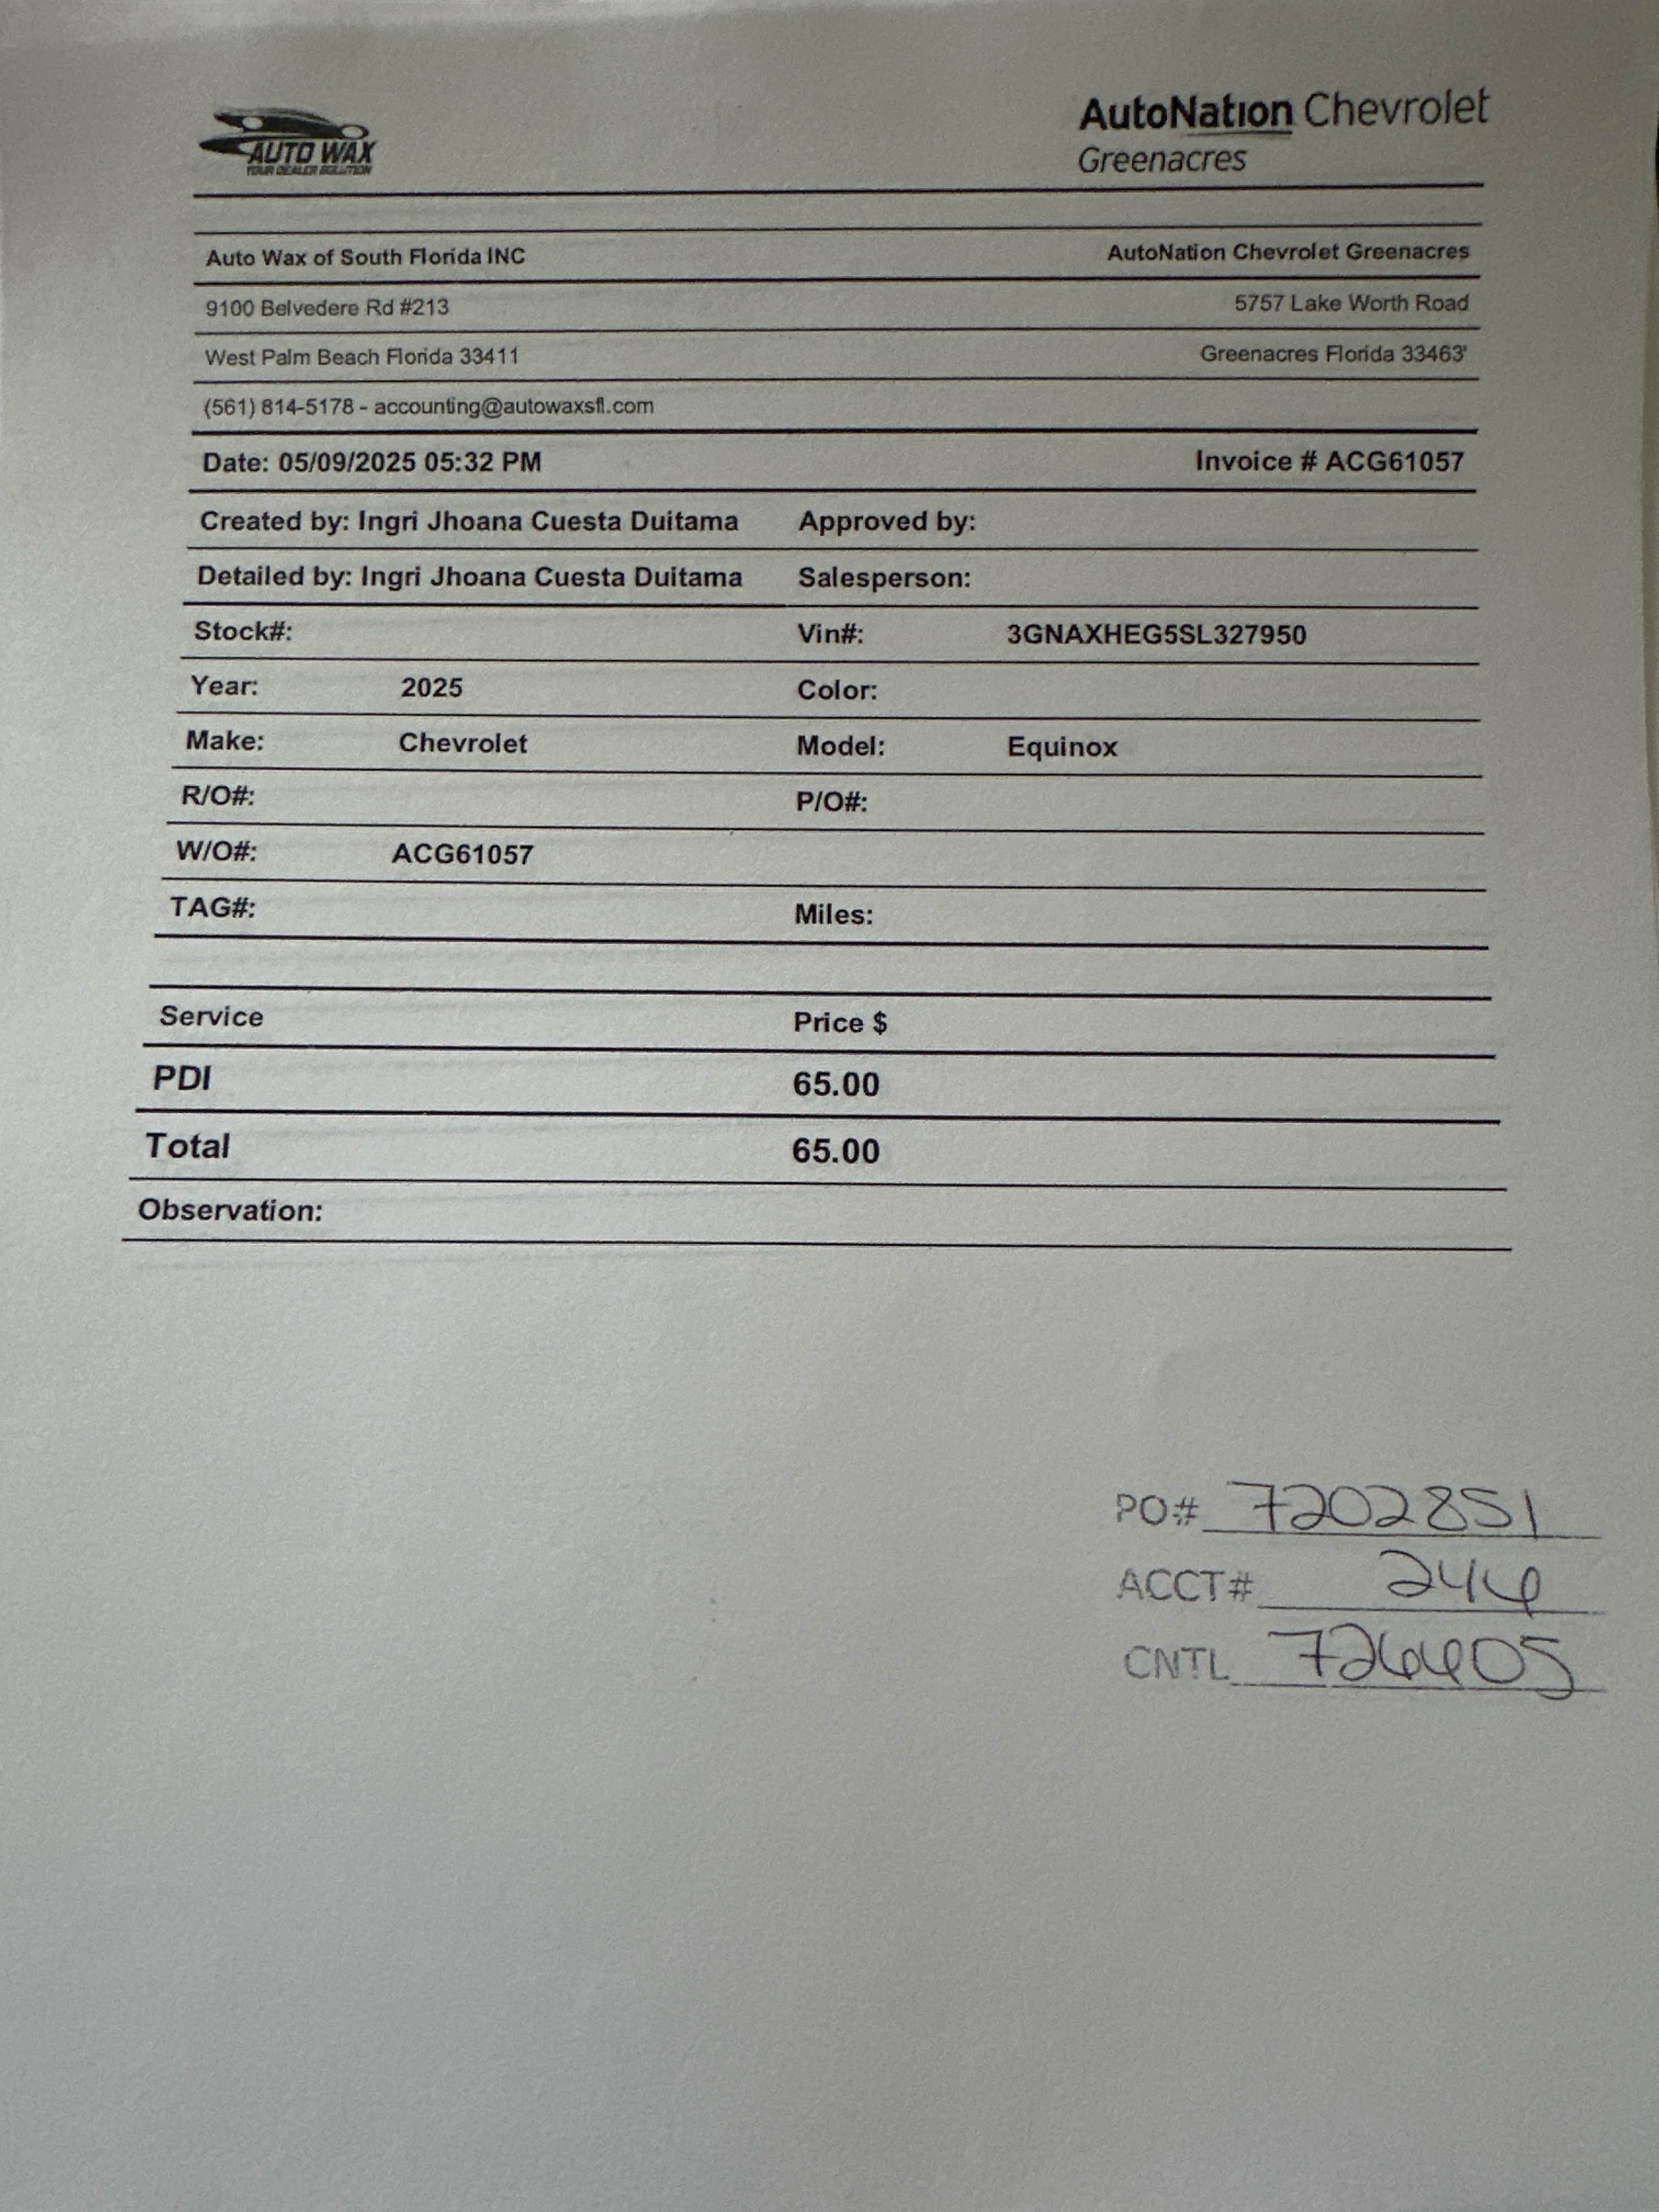 AUTO WAX
YOUR DEALER SOLUTION
AutoNation Chevrolet
Greenacres
Auto Wax of South Florida INC AutoNation Chevrolet Greenacres
9100 Belvedere Rd #213 5757 Lake Worth Road
West Palm Beach Florida 33411 Greenacres Florida 33463'
(561) 814-5178 - accounting@autowaxsfl.com
Date: 05/09/2025 05:32 PM Invoice # ACG61057
Created by: Ingri Jhoana Cuesta Duitama Approved by:
Detailed by: Ingri Jhoana Cuesta Duitama Salesperson:
Stock#: Vin#: 3GNAXHEG5SL327950
Year: 2025 Color:
Make: Chevrolet Model: Equinox
R/O#: P/O#:
W/O#: ACG61057
TAG#: Miles:
Service Price $
PDI 65.00
Total 65.00
Observation:
PO# 7202851
ACCT#
CNTL